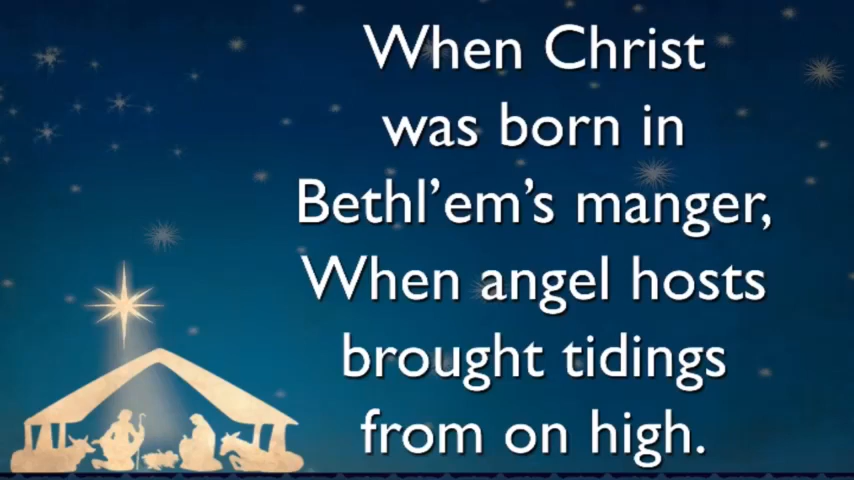 When Christ
was born in
Bethl’em’s manger,
When angel hosts
brought tidings
from on high.